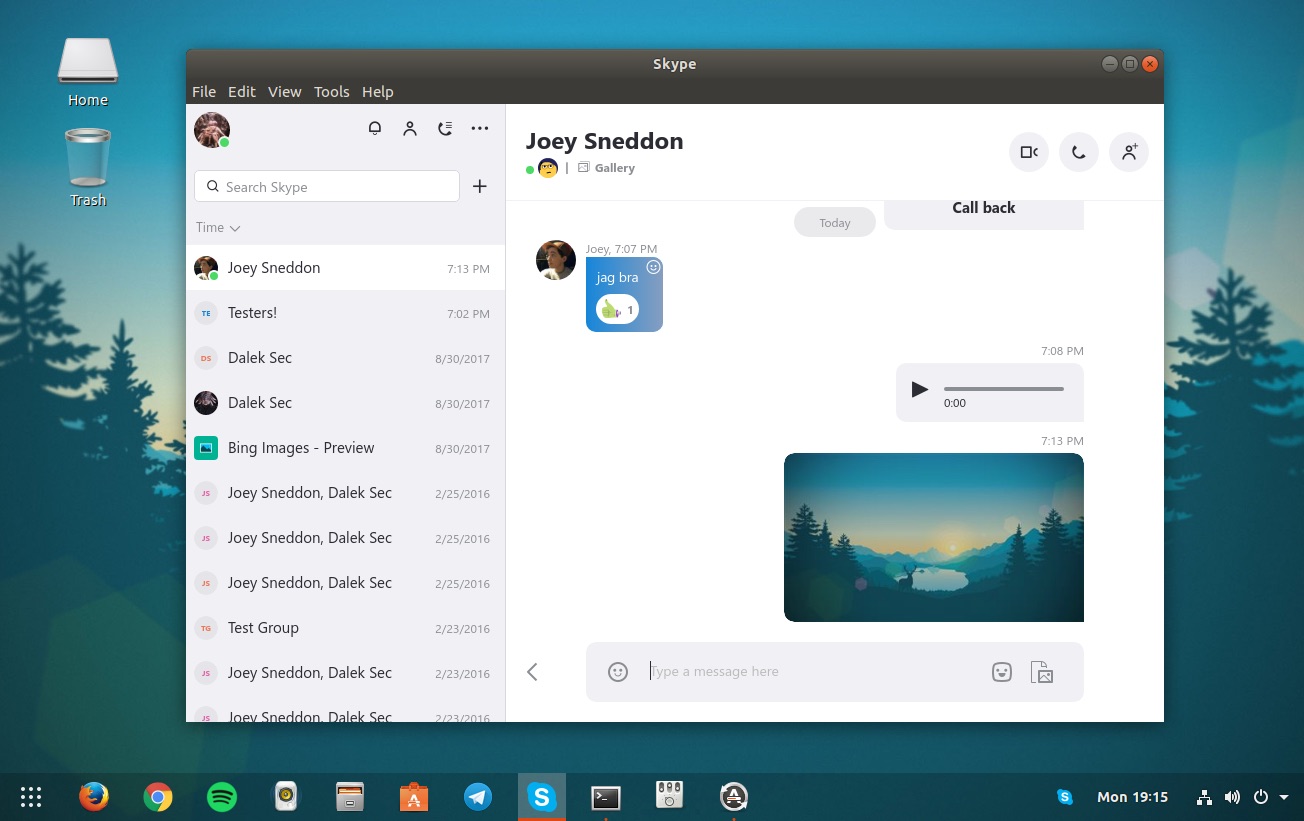 Home
Trash
Skype
File Edit View Tools Help
Search Skype
Time
Joey Sneddon 7:13 PM
TE Testers! 7:02 PM
DS Dalek Sec 8/30/2017
Dalek Sec 8/30/2017
Bing Images - Preview 8/30/2017
JS Joey Sneddon, Dalek Sec 2/25/2016
JS Joey Sneddon, Dalek Sec 2/25/2016
JS Joey Sneddon, Dalek Sec 2/25/2016
TG Test Group 2/23/2016
JS Joey Sneddon, Dalek Sec 2/23/2016
JS Joey Sneddon, Dalek Sec 2/23/2016
Joey Sneddon
| Gallery
Call back
Today
Joey, 7:07 PM
jag bra
1
7:08 PM
0:00
7:13 PM
Type a message here
Mon 19:15